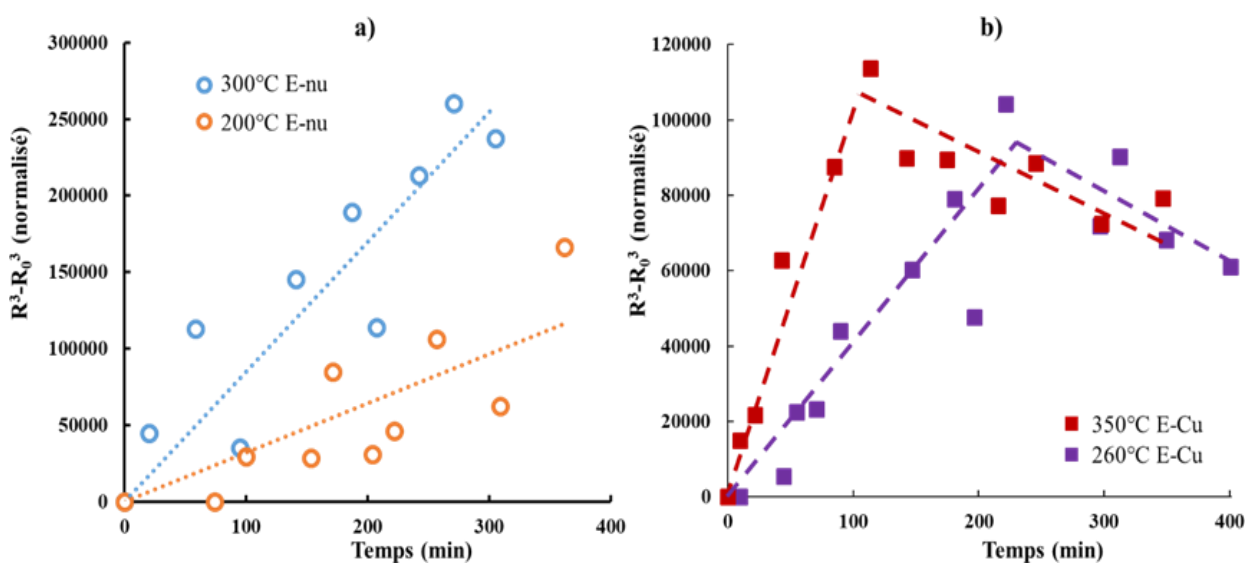 a)
R³-R₀³ (normalisé)
300000
250000
200000
150000
100000
50000
0
300°C E-nu
200°C E-nu
0 100 200 300 400
Temps (min)
b)
R³-R₀³ (normalisé)
120000
100000
80000
60000
40000
20000
0
350°C E-Cu
260°C E-Cu
0 100 200 300 400
Temps (min)